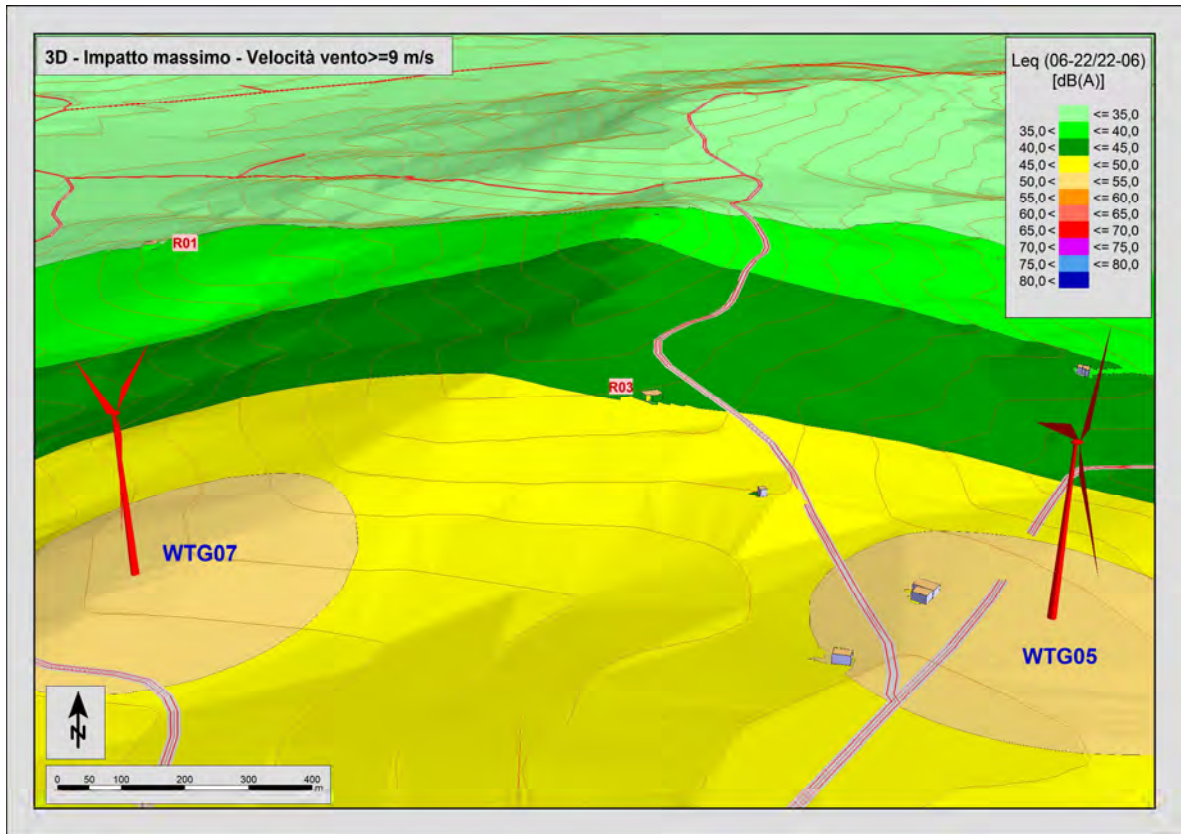 3D - Impatto massimo - Velocità vento>=9 m/s
Leq (06-22/22-06)
[dB(A)]
<= 35,0
35,0< <= 40,0
40,0< <= 45,0
45,0< <= 50,0
50,0< <= 55,0
55,0< <= 60,0
60,0< <= 65,0
65,0< <= 70,0
70,0< <= 75,0
75,0< <= 80,0
80,0<
R01
R03
WTG07
WTG05
N
0 50 100 200 300 400
m